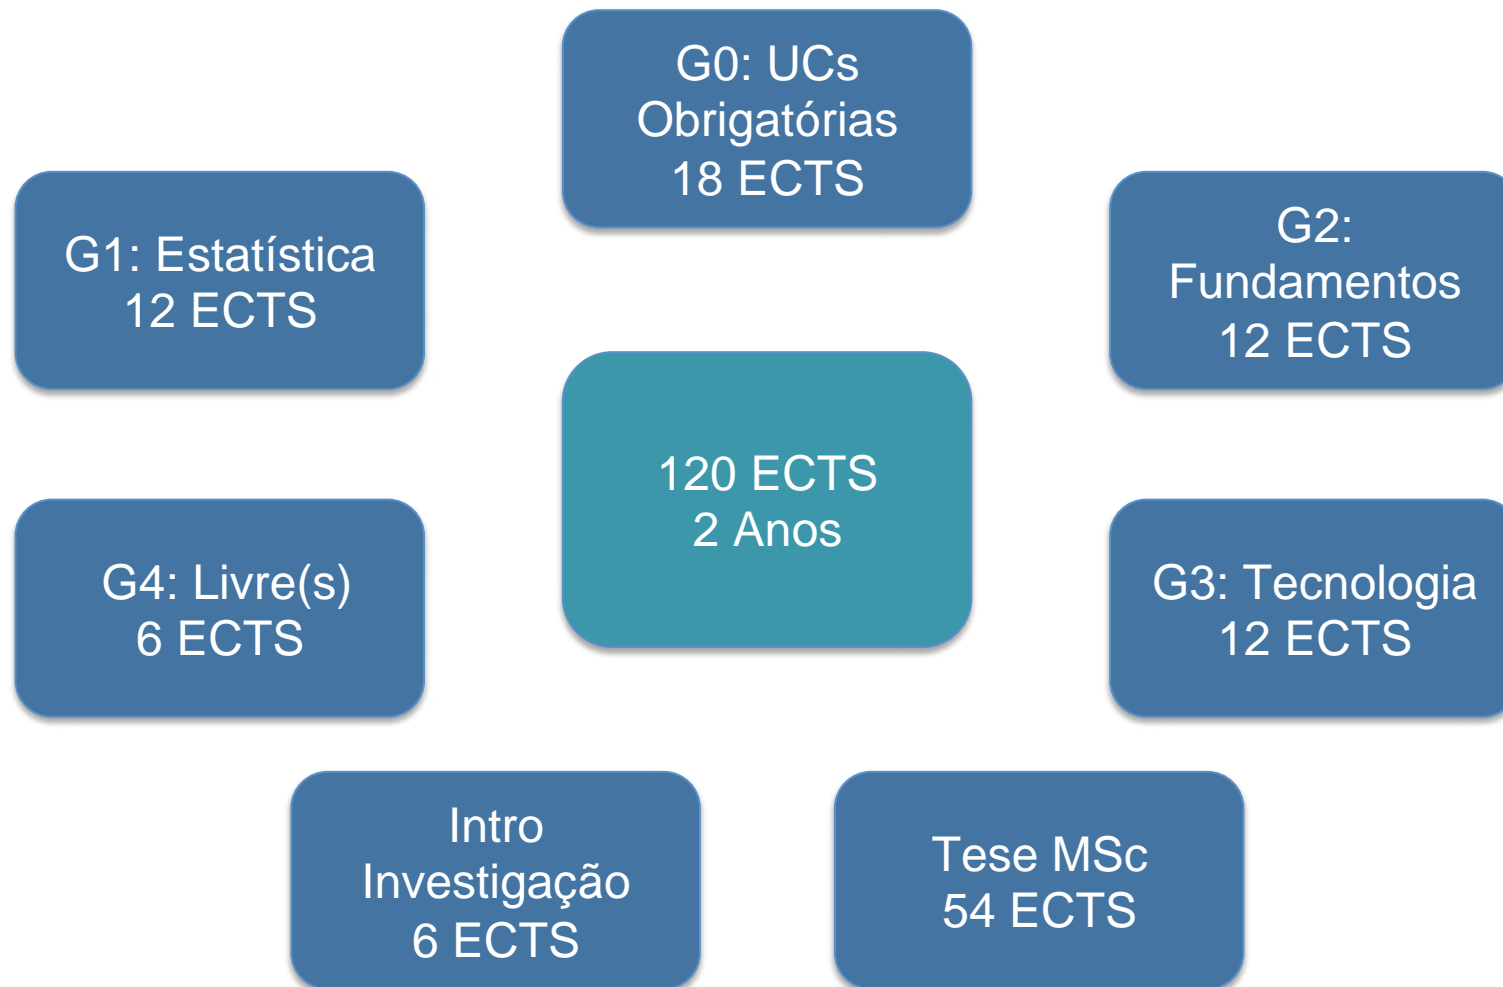 G0: UCs
Obrigatórias
18 ECTS
G1: Estatística
12 ECTS
G2:
Fundamentos
12 ECTS
120 ECTS
2 Anos
G4: Livre(s)
6 ECTS
G3: Tecnologia
12 ECTS
Intro
Investigação
6 ECTS
Tese MSc
54 ECTS